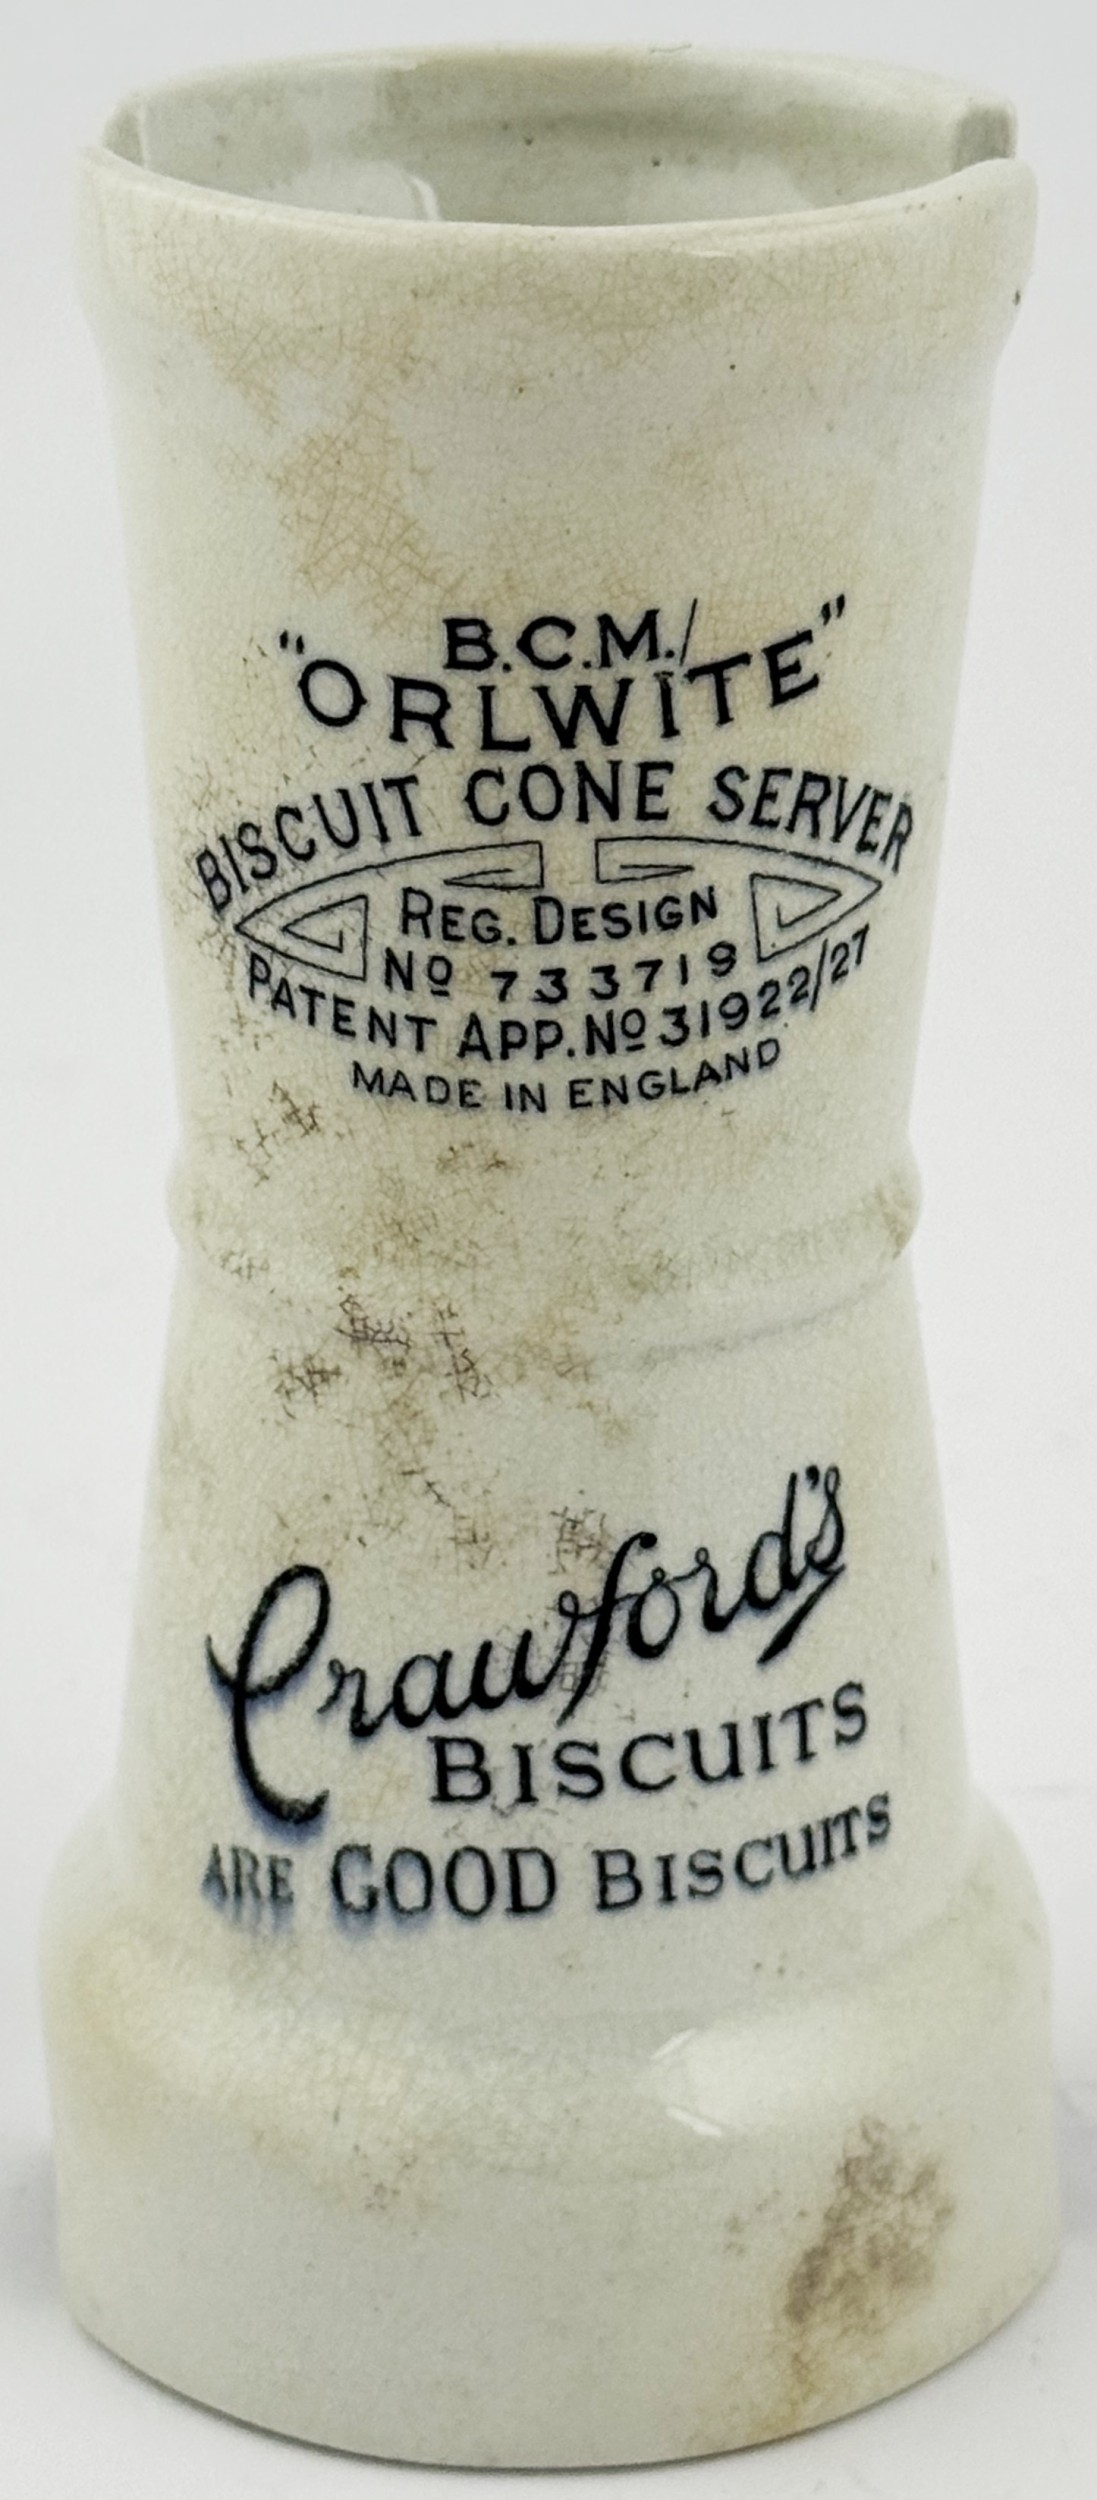 B.C.M./
"ORLWITE"
BISCUIT CONE SERVER
REG. DESIGN
Nº 733719
PATENT APP. Nº 31922/27
MADE IN ENGLAND
Crawford's
BISCUITS
ARE GOOD BISCUITS